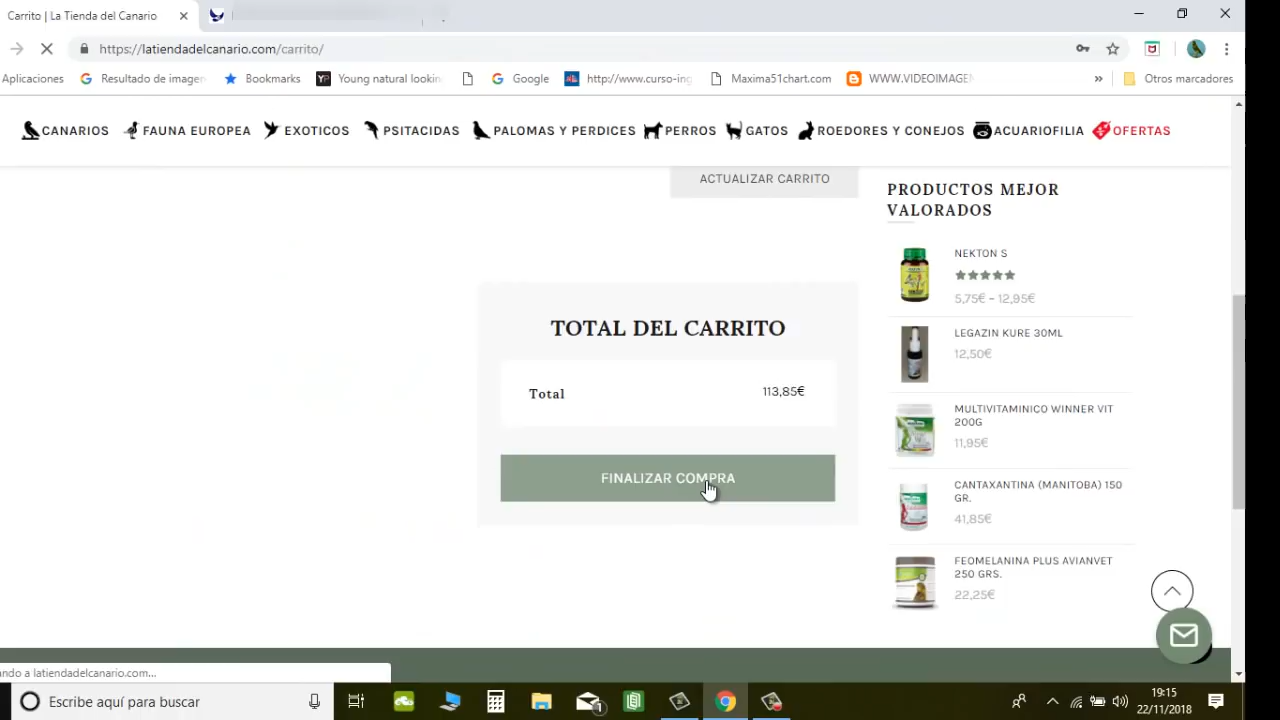 Carrito | La Tienda del Canario
https://latiendadelcanario.com/carrito/
Aplicaciones
Resultado de imagen
Bookmarks
Young natural lookin
Google
http://www.curso-ing
Maxima51chart.com
WWW.VIDEOIMAGEN
»
Otros marcadores
CANARIOS
FAUNA EUROPEA
EXOTICOS
PSITACIDAS
PALOMAS Y PERDICES
PERROS
GATOS
ROEDORES Y CONEJOS
ACUARIOFILIA
OFERTAS
ACTUALIZAR CARRITO
TOTAL DEL CARRITO
Total
113,85€
FINALIZAR COMPRA
PRODUCTOS MEJOR
VALORADOS
NEKTON S
5,75€ – 12,95€
LEGAZIN KURE 30ML
12,50€
MULTIVITAMINICO WINNER VIT
200G
11,95€
CANTAXANTINA (MANITOBA) 150
GR.
41,85€
FEOMELANINA PLUS AVIANVET
250 GRS.
22,25€
ando a latiendadelcanario.com...
Escribe aquí para buscar
19:15
22/11/2018